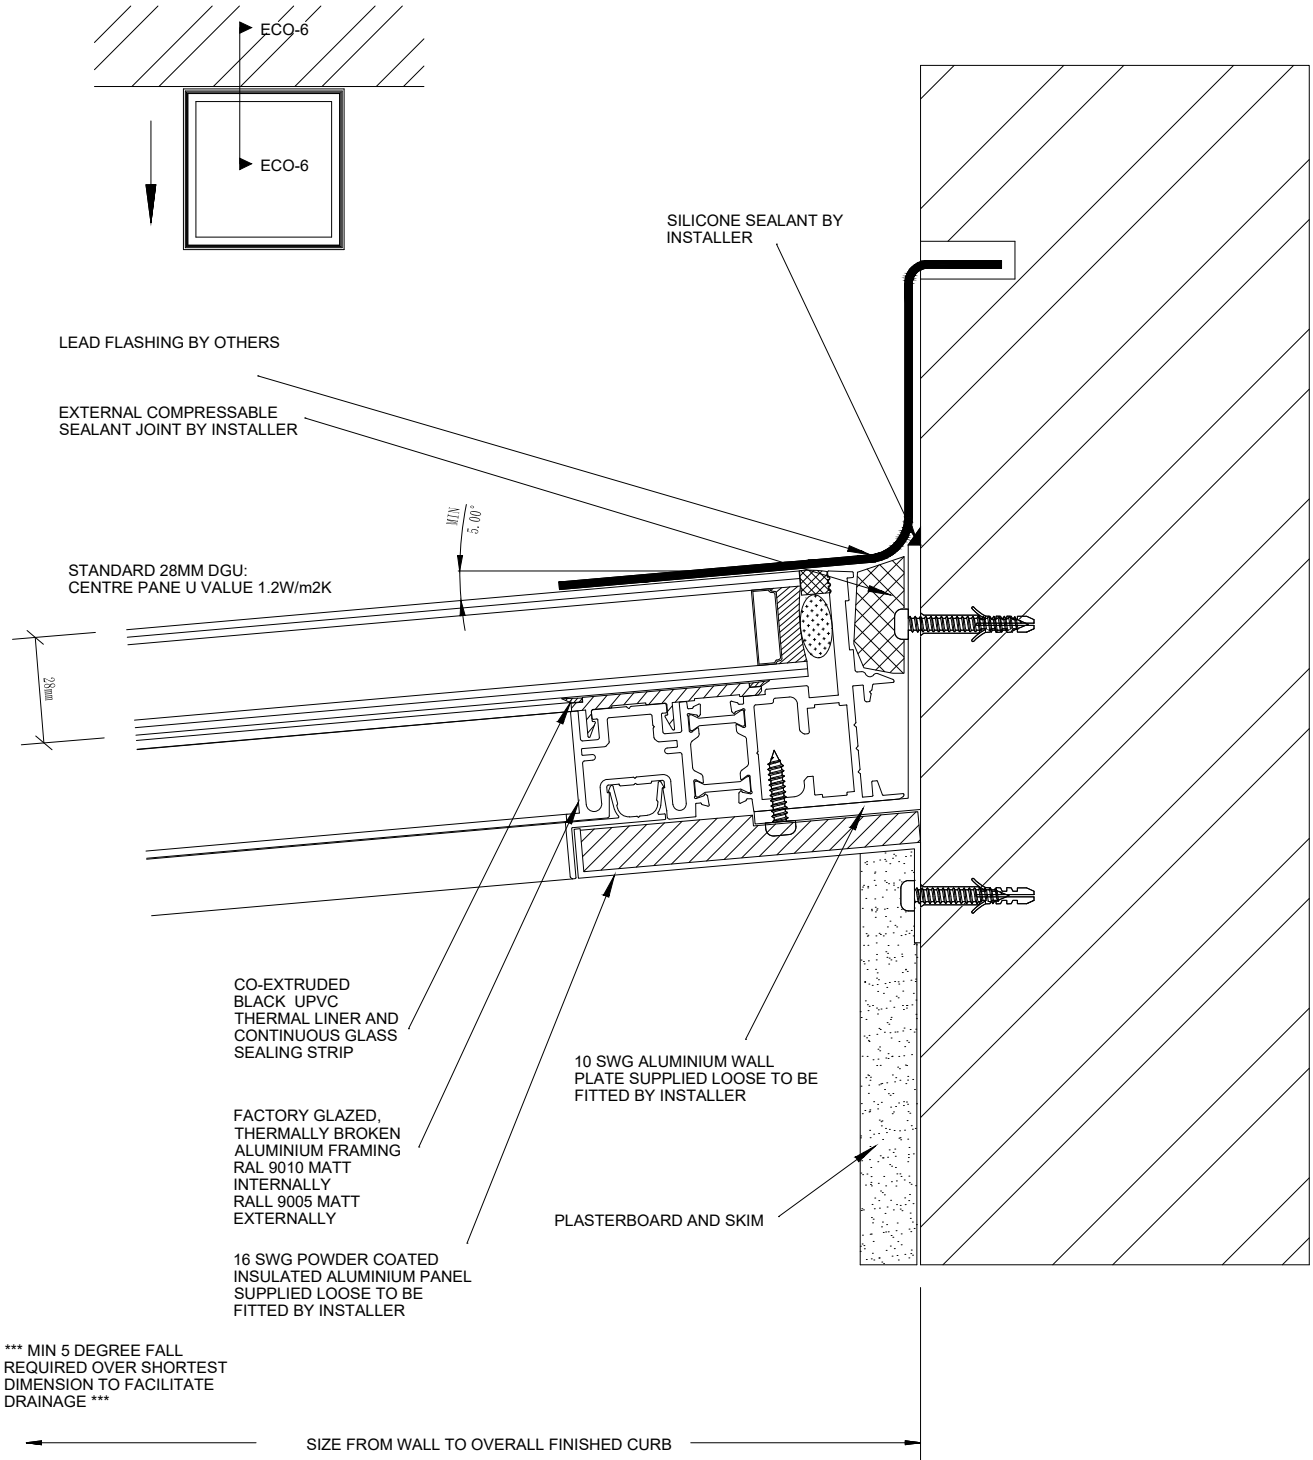 ECO-6
ECO-6
SILICONE SEALANT BY
INSTALLER
LEAD FLASHING BY OTHERS
EXTERNAL COMPRESSABLE
SEALANT JOINT BY INSTALLER
MIN
5.00°
STANDARD 28MM DGU:
CENTRE PANE U VALUE 1.2W/m2K
28mm
CO-EXTRUDED
BLACK UPVC
THERMAL LINER AND
CONTINUOUS GLASS
SEALING STRIP
10 SWG ALUMINIUM WALL
PLATE SUPPLIED LOOSE TO BE
FITTED BY INSTALLER
FACTORY GLAZED,
THERMALLY BROKEN
ALUMINIUM FRAMING
RAL 9010 MATT
INTERNALLY
RALL 9005 MATT
EXTERNALLY
PLASTERBOARD AND SKIM
16 SWG POWDER COATED
INSULATED ALUMINIUM PANEL
SUPPLIED LOOSE TO BE
FITTED BY INSTALLER
*** MIN 5 DEGREE FALL
REQUIRED OVER SHORTEST
DIMENSION TO FACILITATE
DRAINAGE ***
SIZE FROM WALL TO OVERALL FINISHED CURB